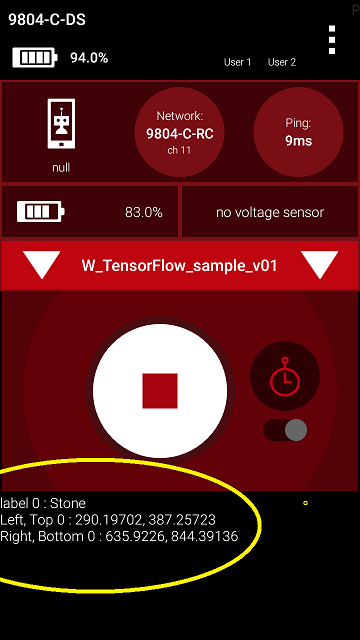 9804-C-DS
94.0%
User 1 User 2
Network:
9804-C-RC
ch 11
Ping:
9ms
null
83.0%
no voltage sensor
W_TensorFlow_sample_v01
label 0 : Stone
Left, Top 0 : 290.19702, 387.25723
Right, Bottom 0 : 635.9226, 844.39136